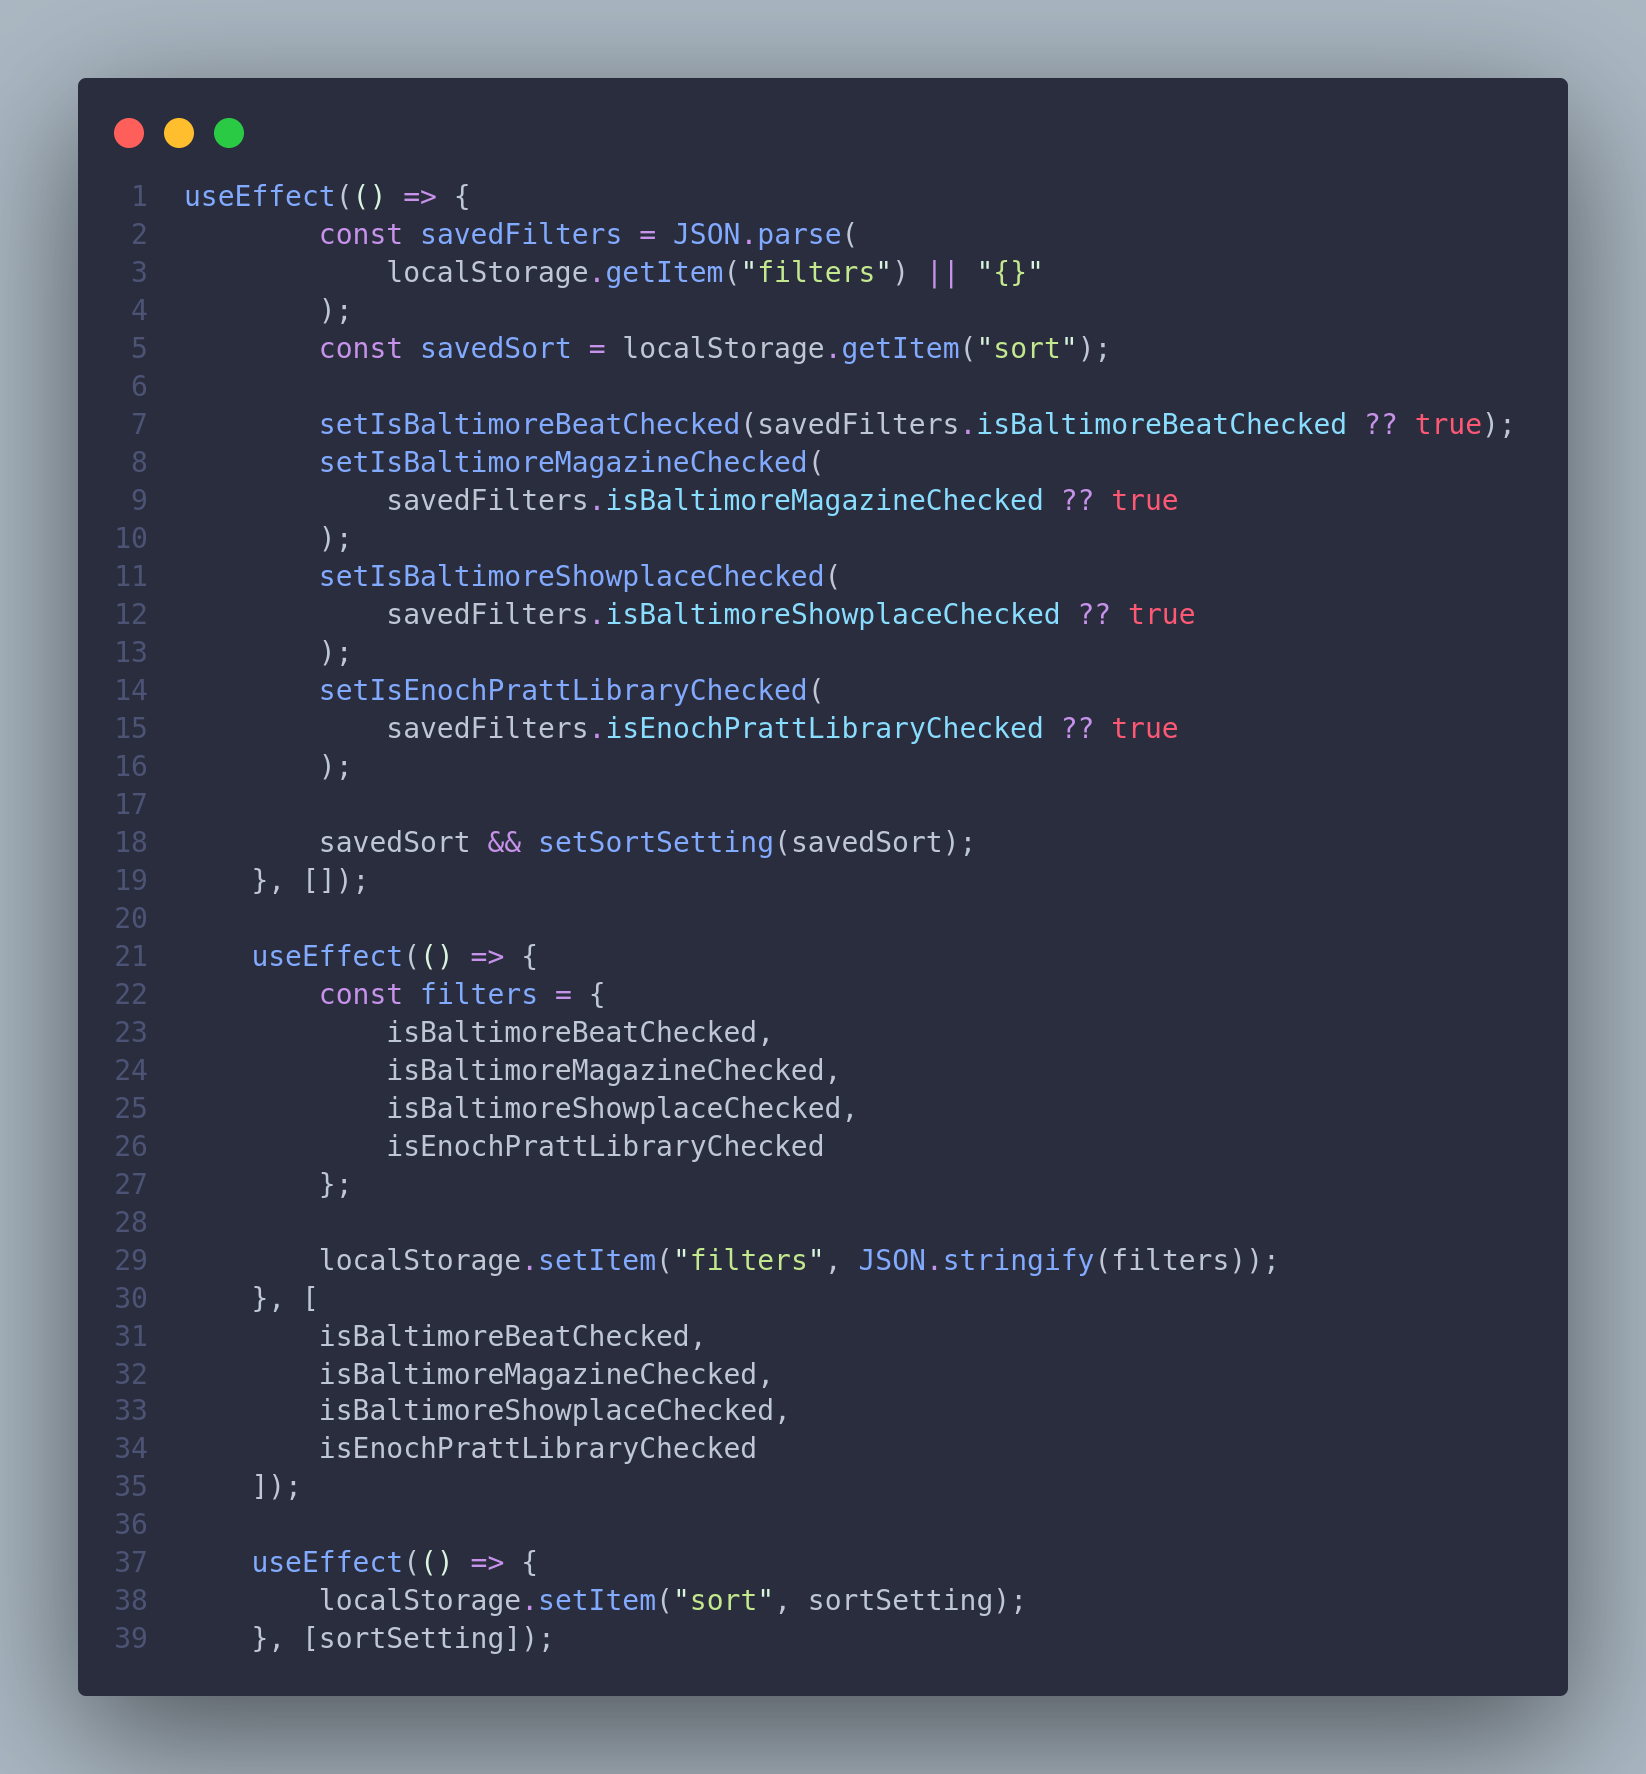 1 useEffect(() => {
2         const savedFilters = JSON.parse(
3             localStorage.getItem("filters") || "{}"
4         );
5         const savedSort = localStorage.getItem("sort");
6
7         setIsBaltimoreBeatChecked(savedFilters.isBaltimoreBeatChecked ?? true);
8         setIsBaltimoreMagazineChecked(
9             savedFilters.isBaltimoreMagazineChecked ?? true
10         );
11         setIsBaltimoreShowplaceChecked(
12             savedFilters.isBaltimoreShowplaceChecked ?? true
13         );
14         setIsEnochPrattLibraryChecked(
15             savedFilters.isEnochPrattLibraryChecked ?? true
16         );
17
18         savedSort && setSortSetting(savedSort);
19     }, []);
20
21     useEffect(() => {
22         const filters = {
23             isBaltimoreBeatChecked,
24             isBaltimoreMagazineChecked,
25             isBaltimoreShowplaceChecked,
26             isEnochPrattLibraryChecked
27         };
28
29         localStorage.setItem("filters", JSON.stringify(filters));
30     }, [
31         isBaltimoreBeatChecked,
32         isBaltimoreMagazineChecked,
33         isBaltimoreShowplaceChecked,
34         isEnochPrattLibraryChecked
35     ]);
36
37     useEffect(() => {
38         localStorage.setItem("sort", sortSetting);
39     }, [sortSetting]);